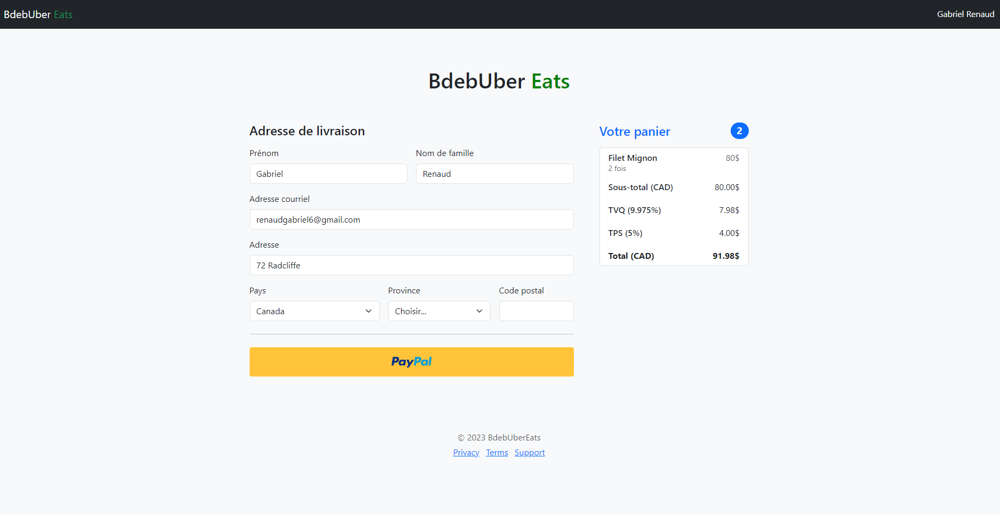 BdebUber Eats
Gabriel Renaud
BdebUber Eats
Adresse de livraison
Prénom
Nom de famille
Gabriel
Renaud
Adresse courriel
renaudgabriel6@gmail.com
Adresse
72 Radcliffe
Pays
Province
Code postal
Canada
Choisir...
PayPal
Votre panier
2
Filet Mignon 80$
2 fois
Sous-total (CAD) 80.00$
TVQ (9.975%) 7.98$
TPS (5%) 4.00$
Total (CAD) 91.98$
© 2023 BdebUberEats
Privacy Terms Support